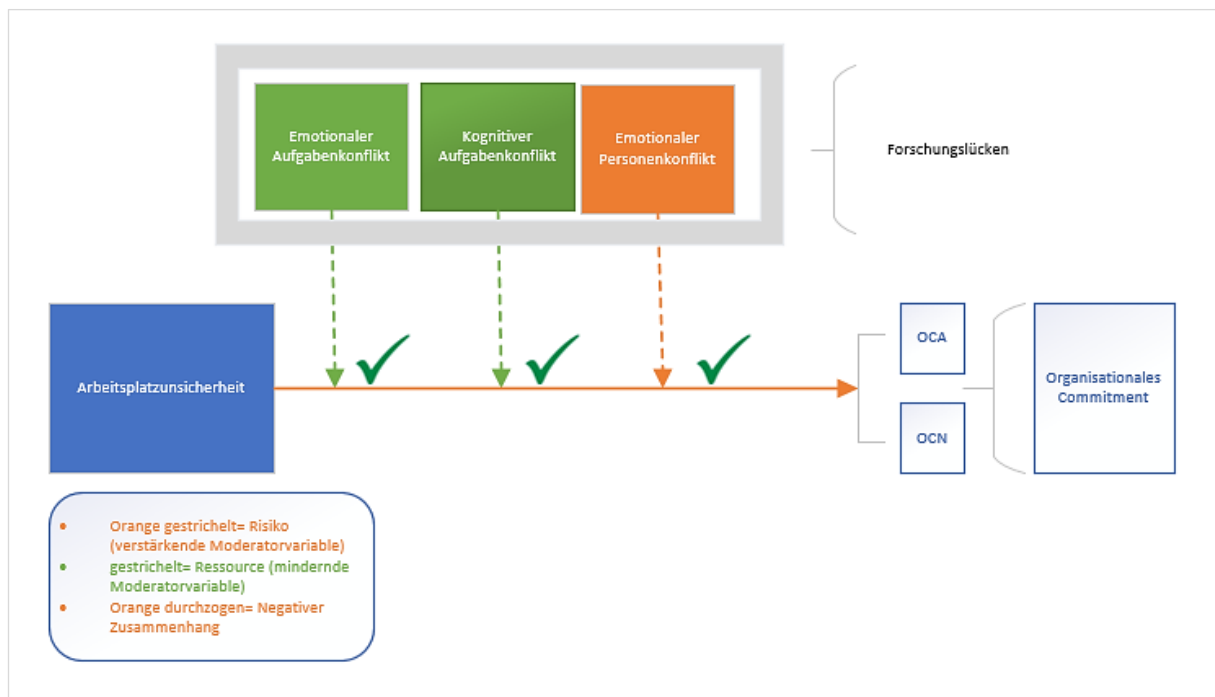 Emotionaler
Aufgabenkonflikt
Kognitiver
Aufgabenkonflikt
Emotionaler
Personenkonflikt
Forschungslücken
Arbeitsplatzunsicherheit
OCA
OCN
Organisationales
Commitment
• Orange gestrichelt= Risiko
(verstärkende Moderatorvariable)
• gestrichelt= Ressource (mindernde
Moderatorvariable)
• Orange durchzogen= Negativer
Zusammenhang